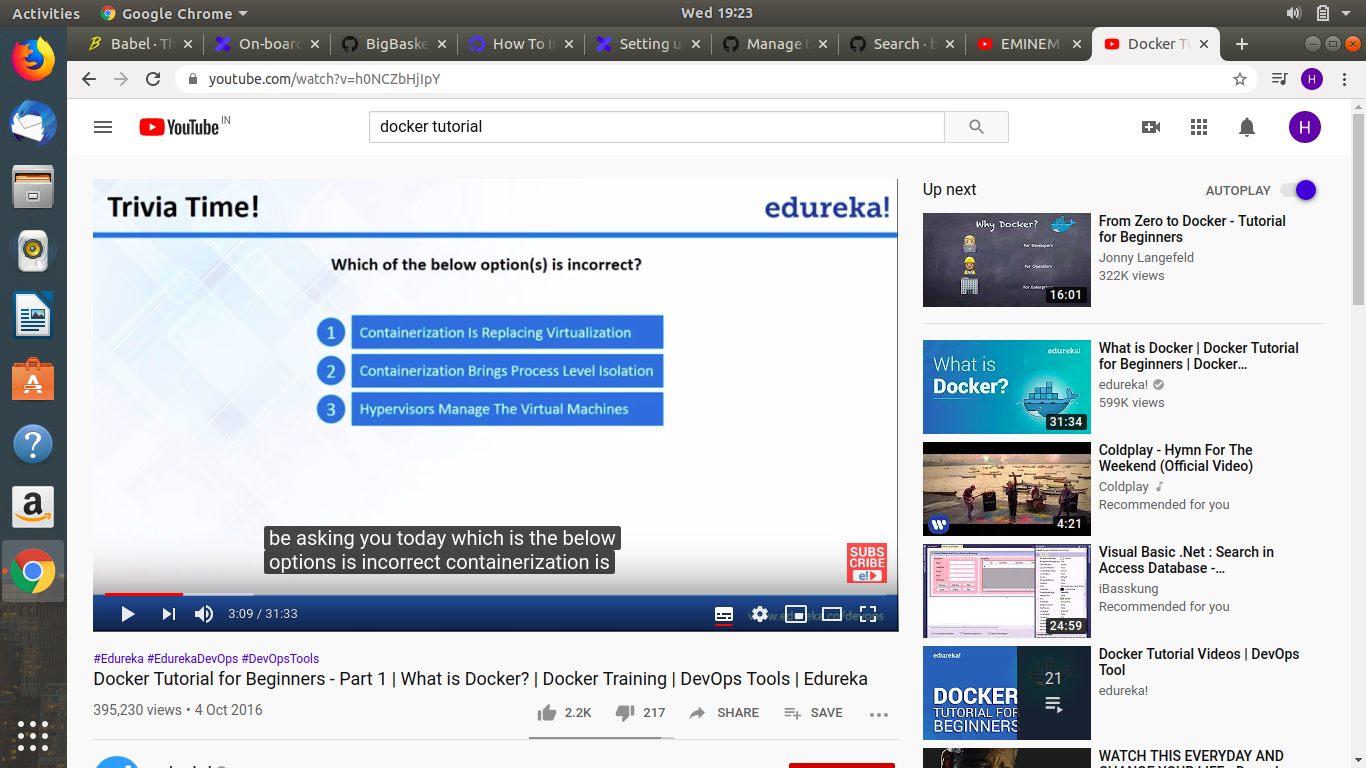 Activities
Google Chrome
Wed 19:23
Babel · Th
On-board
BigBaske
How To I
Setting u
Manage
Search · b
EMINEM
Docker T
youtube.com/watch?v=h0NCZbHjIpY
H
YouTube IN
docker tutorial
H
Trivia Time!
edureka!
Which of the below option(s) is incorrect?
1 Containerization Is Replacing Virtualization
2 Containerization Brings Process Level Isolation
3 Hypervisors Manage The Virtual Machines
be asking you today which is the below
options is incorrect containerization is
SUBS
CRIBE
e!
3:09 / 31:33
www.edureka.co/devops
#Edureka #EdurekaDevOps #DevOpsTools
Docker Tutorial for Beginners - Part 1 | What is Docker? | Docker Training | DevOps Tools | Edureka
395,230 views • 4 Oct 2016
2.2K
217
SHARE
SAVE
Up next
AUTOPLAY
Why Docker?
For Developers
For Operators
For Enterprise
16:01
From Zero to Docker - Tutorial
for Beginners
Jonny Langefeld
322K views
edureka!
What is
Docker?
31:34
What is Docker | Docker Tutorial
for Beginners | Docker...
edureka!
599K views
4:21
Coldplay - Hymn For The
Weekend (Official Video)
Coldplay
Recommended for you
24:59
Visual Basic .Net : Search in
Access Database -...
iBasskung
Recommended for you
edureka!
DOCKER
TUTORIAL FOR
BEGINNERS
21
Docker Tutorial Videos | DevOps
Tool
edureka!
WATCH THIS EVERYDAY AND